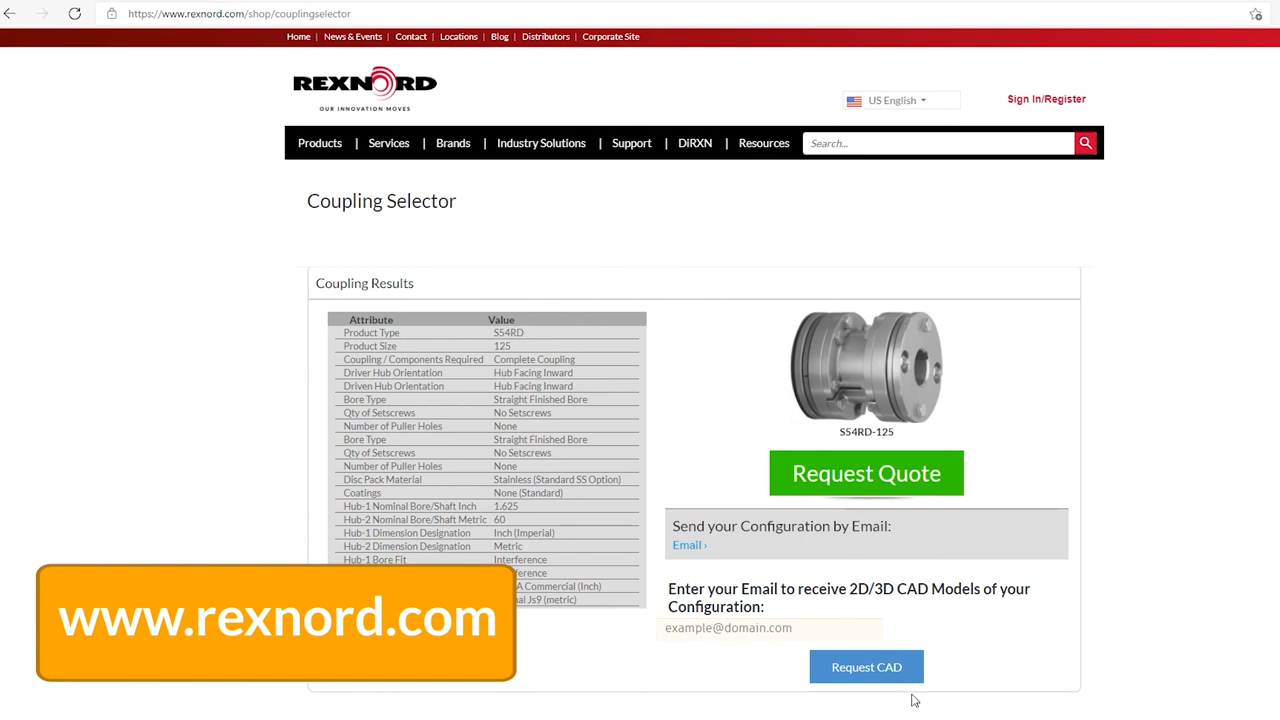 https://www.rexnord.com/shop/couplingselector
Home | News & Events | Contact | Locations | Blog | Distributors | Corporate Site
REXNORD
OUR INNOVATION MOVES
US English
Sign In/Register
Products | Services | Brands | Industry Solutions | Support | DiRXN | Resources
Search...
Coupling Selector
Coupling Results
Attribute Value
Product Type S54RD
Product Size 125
Coupling / Components Required Complete Coupling
Driver Hub Orientation Hub Facing Inward
Driven Hub Orientation Hub Facing Inward
Bore Type Straight Finished Bore
Qty of Setscrews No Setscrews
Number of Puller Holes None
Bore Type Straight Finished Bore
Qty of Setscrews No Setscrews
Number of Puller Holes None
Disc Pack Material Stainless (Standard SS Option)
Coatings None (Standard)
Hub-1 Nominal Bore/Shaft Inch 1.625
Hub-2 Nominal Bore/Shaft Metric 60
Hub-1 Dimension Designation Inch (Imperial)
Hub-2 Dimension Designation Metric
Hub-1 Bore Fit Interference
A Commercial (Inch)
Js9 (metric)
S54RD-125
Request Quote
Send your Configuration by Email:
Email ›
Enter your Email to receive 2D/3D CAD Models of your
Configuration:
example@domain.com
Request CAD
www.rexnord.com